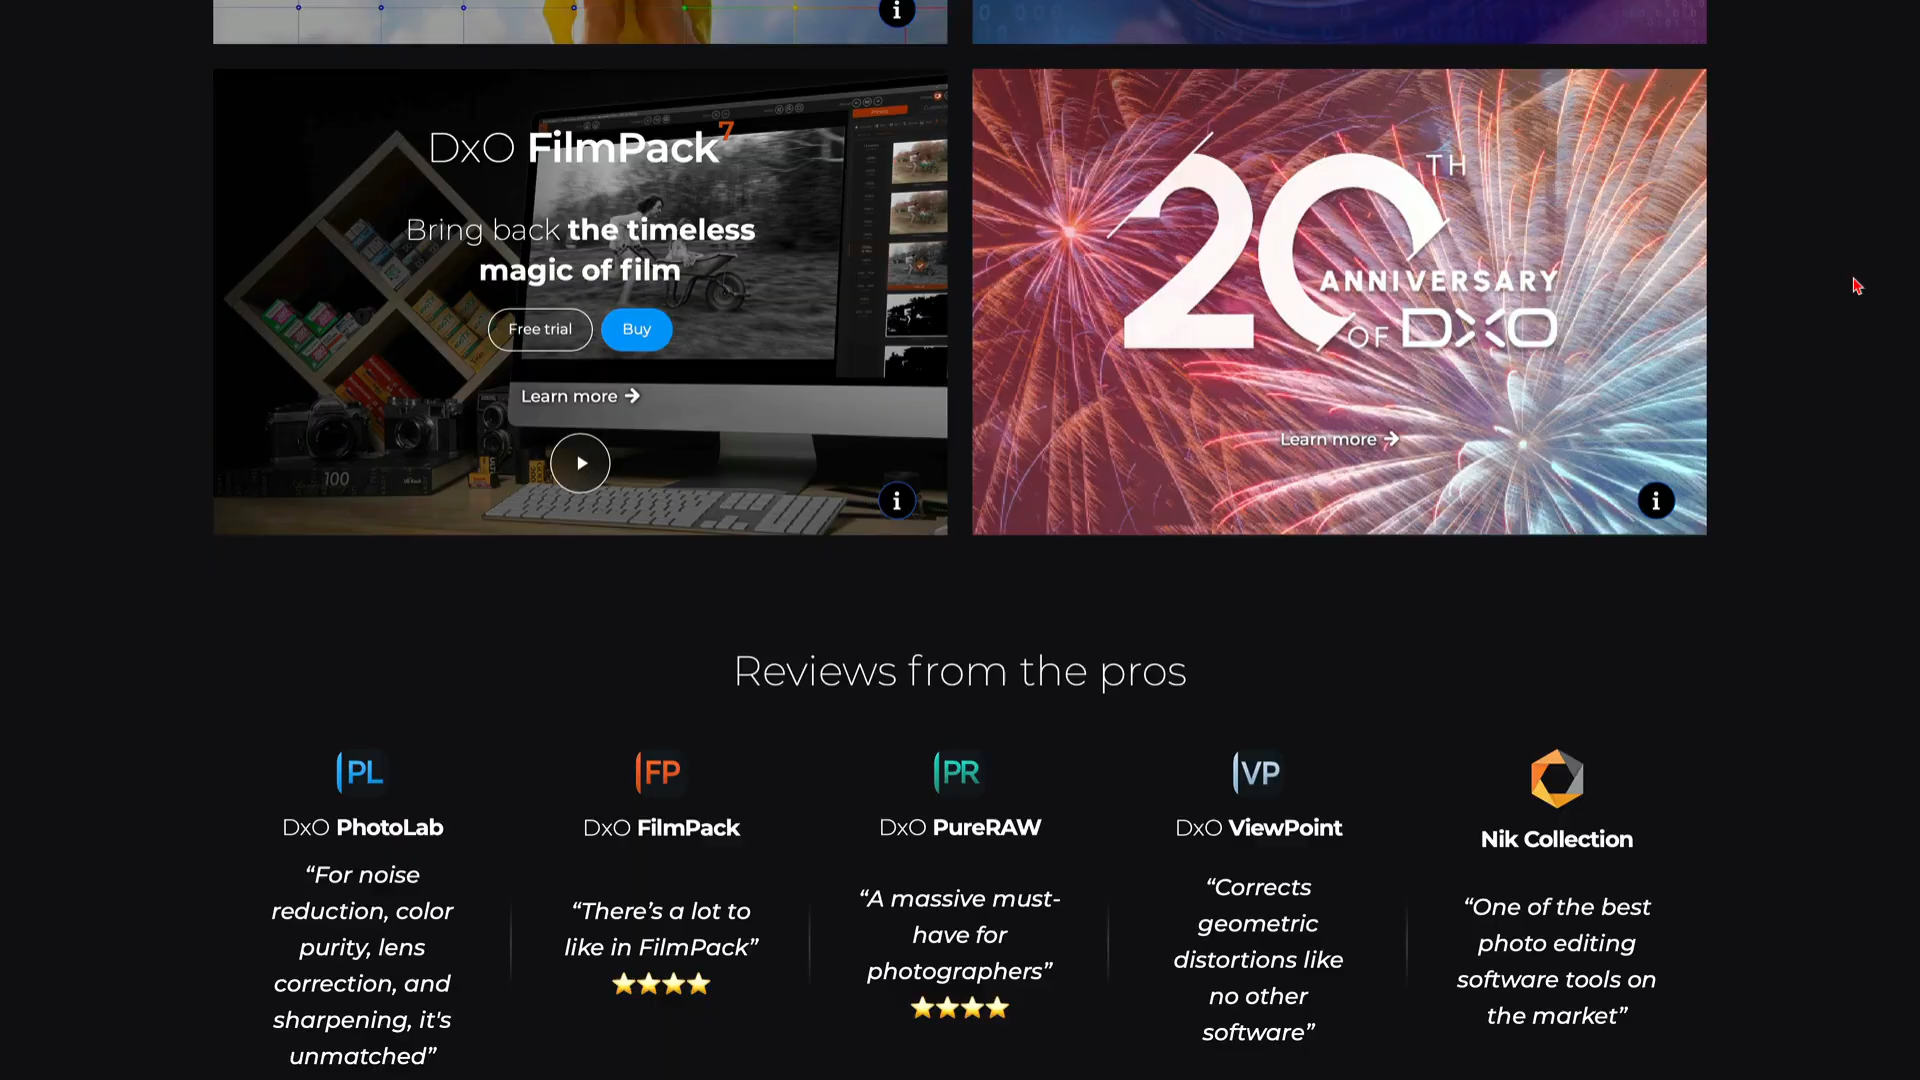 DxO FilmPack 7
Bring back the timeless
magic of film
Free trial
Buy
Learn more
100
20TH
ANNIVERSARY
OF DXO
Learn more
Reviews from the pros
PL
DxO PhotoLab
“For noise
reduction, color
purity, lens
correction, and
sharpening, it's
unmatched”
FP
DxO FilmPack
“There’s a lot to
like in FilmPack”
PR
DxO PureRAW
“A massive must-
have for
photographers”
VP
DxO ViewPoint
“Corrects
geometric
distortions like
no other
software”
Nik Collection
“One of the best
photo editing
software tools on
the market”